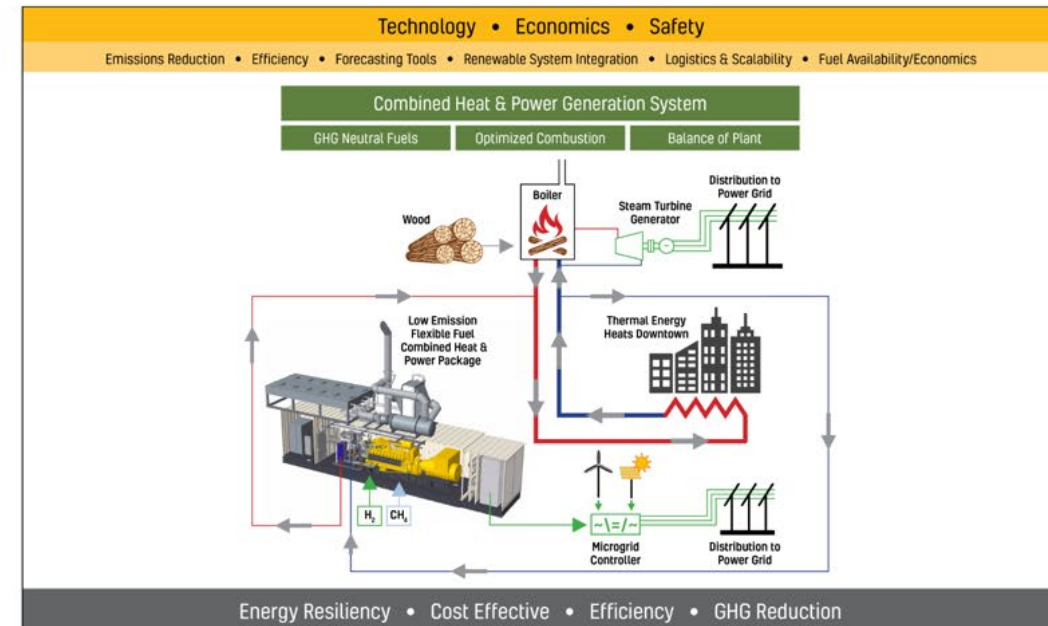 Technology • Economics • Safety
Emissions Reduction • Efficiency • Forecasting Tools • Renewable System Integration • Logistics & Scalability • Fuel Availability/Economics
Combined Heat & Power Generation System
GHG Neutral Fuels
Optimized Combustion
Balance of Plant
Boiler
Wood
Steam Turbine
Generator
Distribution to
Power Grid
Low Emission
Flexible Fuel
Combined Heat &
Power Package
Thermal Energy
Heats Downtown
H₂
CH₄
~\=/~
Microgrid
Controller
Distribution to
Power Grid
Energy Resiliency • Cost Effective • Efficiency • GHG Reduction